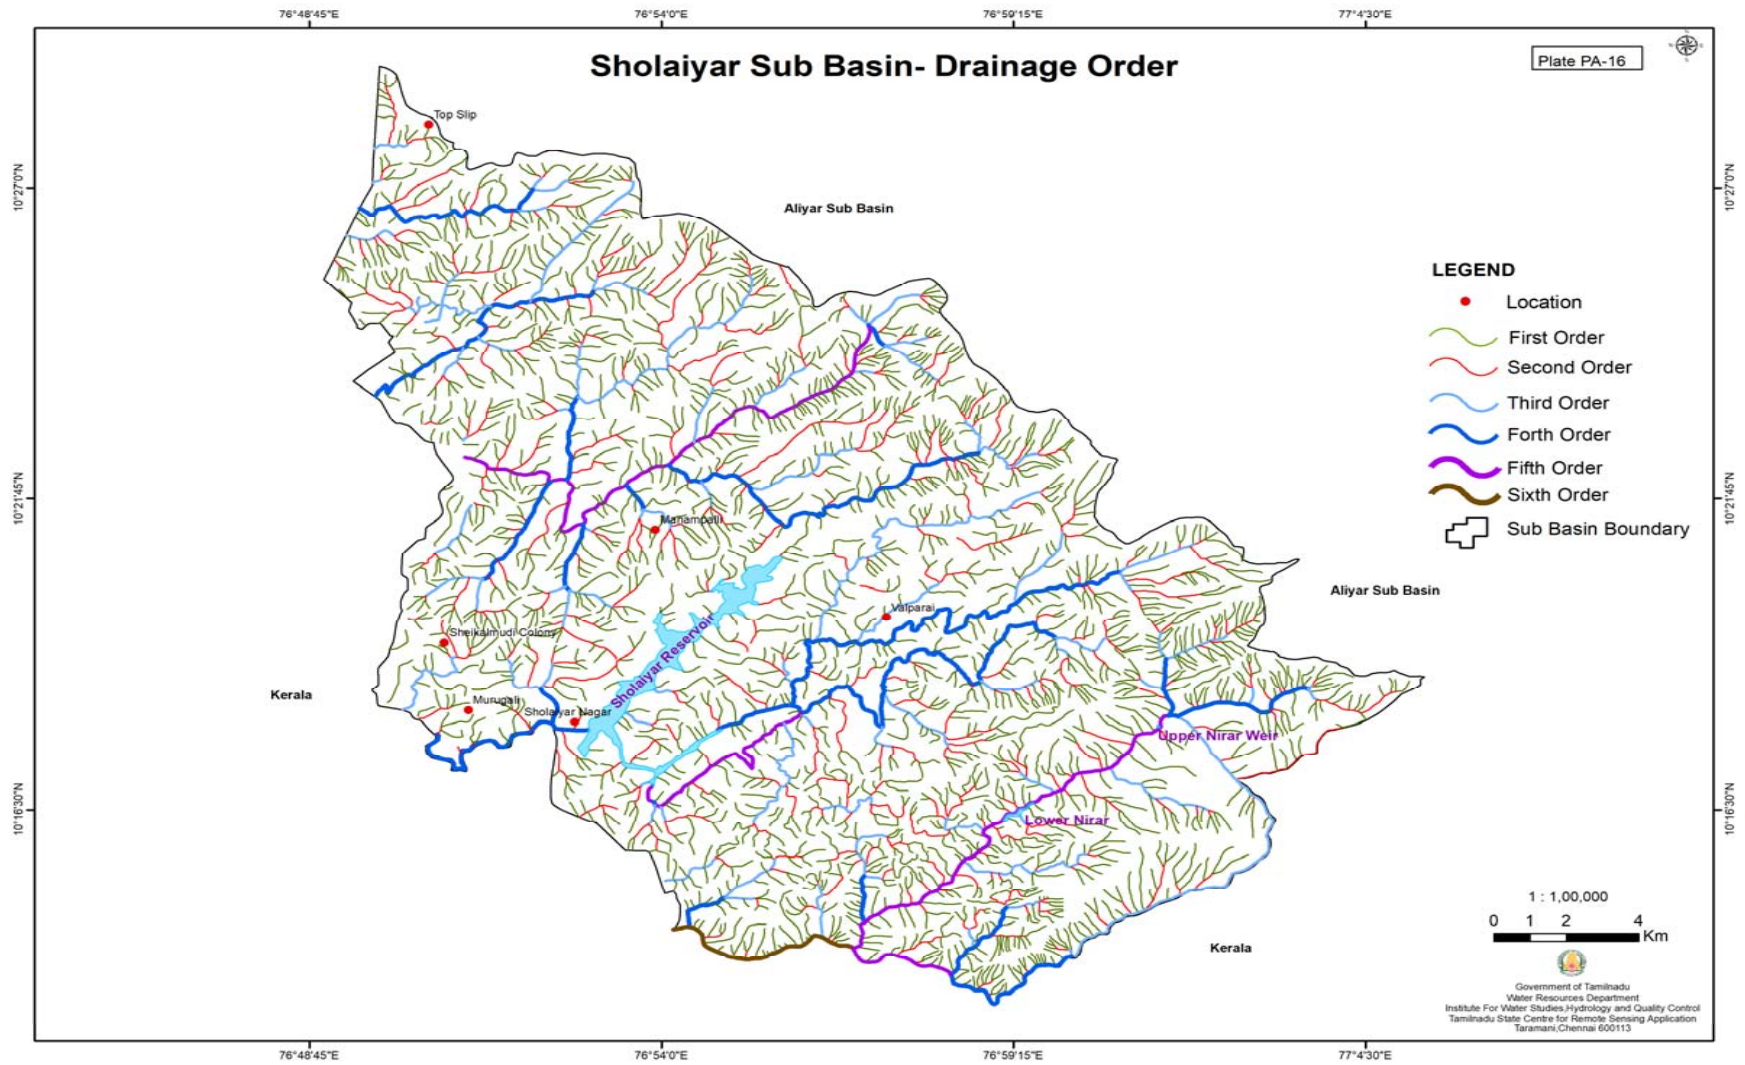 76°48'45"E 76°54'0"E 76°59'15"E 77°4'30"E
Sholaiyar Sub Basin- Drainage Order
Plate PA-16
Top Slip
10°27'0"N
10°27'0"N
Aliyar Sub Basin
LEGEND
Location
First Order
Second Order
Third Order
Forth Order
Fifth Order
Sixth Order
Sub Basin Boundary
10°21'45"N
10°21'45"N
Manampalli
Aliyar Sub Basin
Valparai
Sheikalmudi Colony
Sholaiyar Reservoir
Kerala
Murugali
Sholaiyar Nagar
Upper Nirar Weir
10°16'30"N
10°16'30"N
Lower Nirar
Kerala
1 : 1,00,000
0 1 2 4
Km
Government of Tamilnadu
Water Resources Department
Institute For Water Studies,Hydrology and Quality Control
Tamilnadu State Centre for Remote Sensing Application
Taramani,Chennai 600113
76°48'45"E 76°54'0"E 76°59'15"E 77°4'30"E